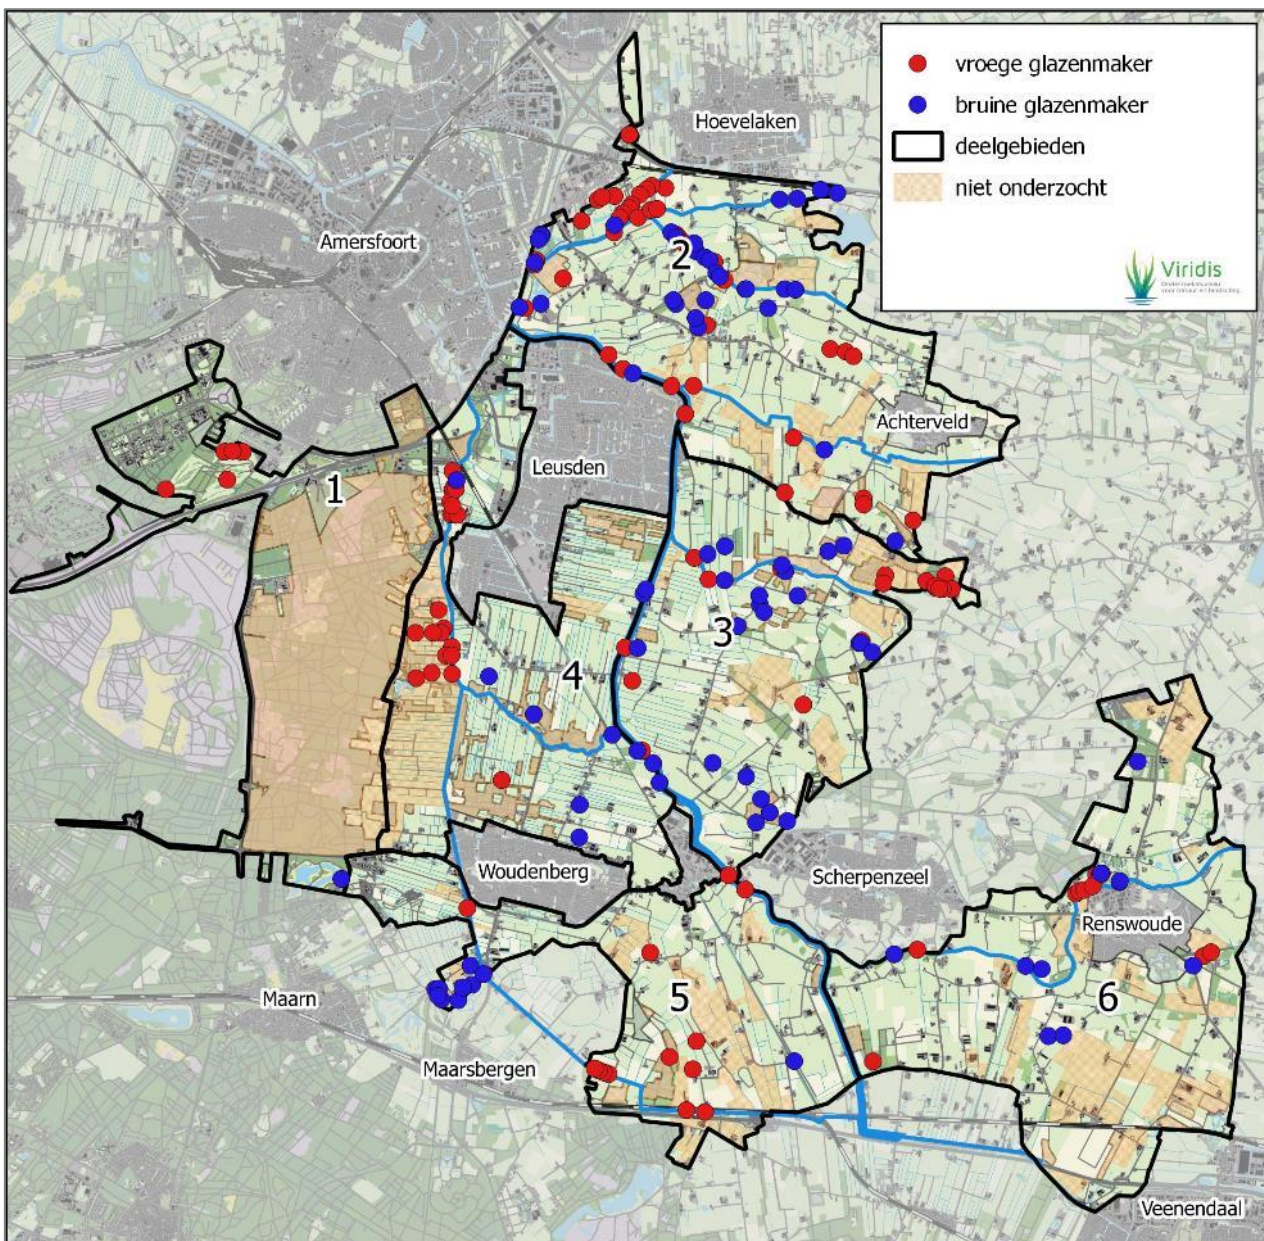 vroege glazenmaker
bruine glazenmaker
deelgebieden
niet onderzocht
Viridis
Hoevelaken
Amersfoort
2
Achterveld
Leusden
1
3
4
Woudenberg
Scherpenzeel
Renswoude
Maarn
5
6
Maarsbergen
Veenendaal